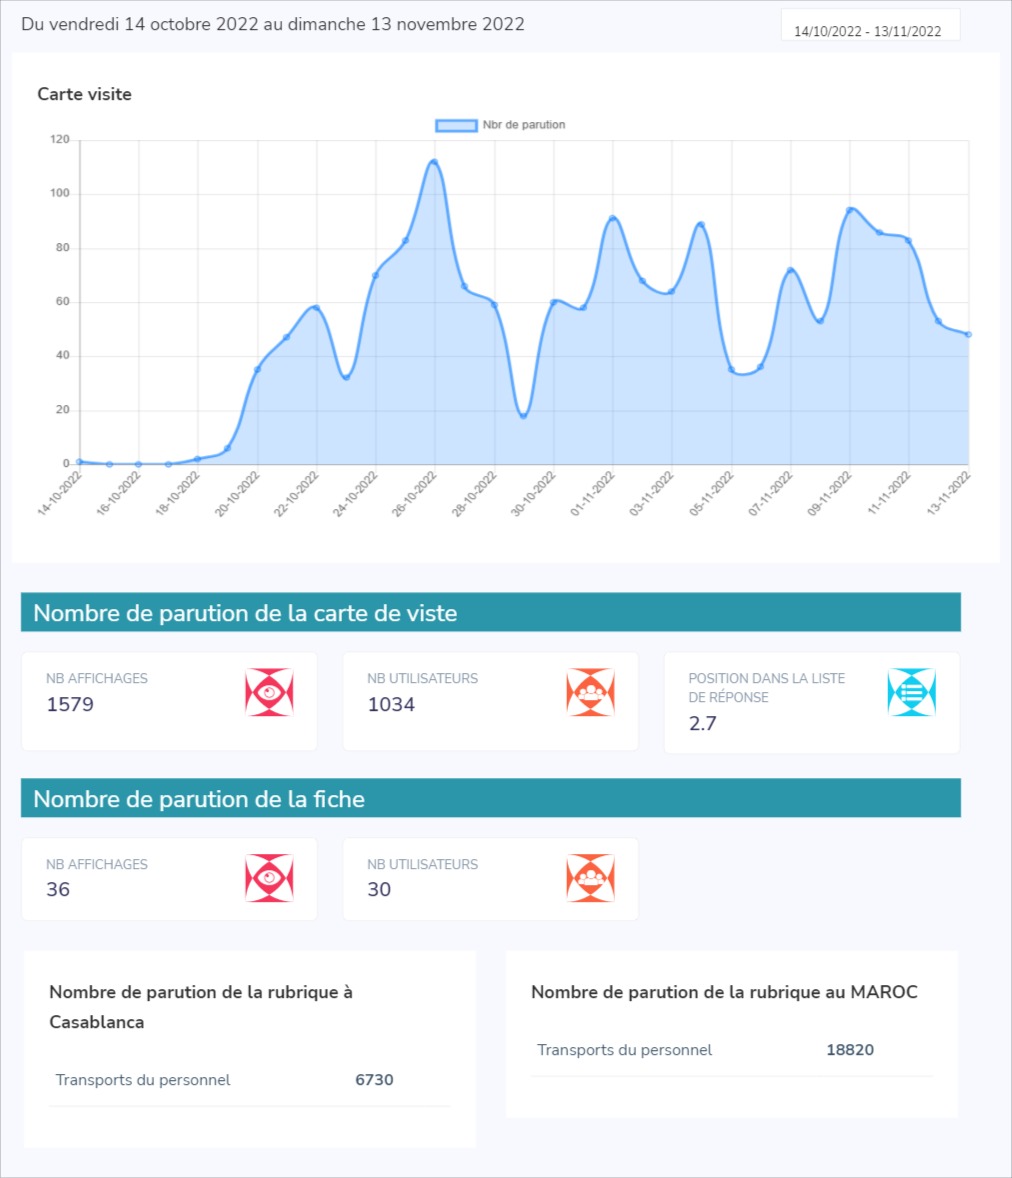 Du vendredi 14 octobre 2022 au dimanche 13 novembre 2022
14/10/2022 - 13/11/2022
Carte visite
Nbr de parution
120
100
80
60
40
20
0
14-10-2022
16-10-2022
18-10-2022
20-10-2022
22-10-2022
24-10-2022
26-10-2022
28-10-2022
30-10-2022
01-11-2022
03-11-2022
05-11-2022
07-11-2022
09-11-2022
11-11-2022
13-11-2022
Nombre de parution de la carte de viste
NB AFFICHAGES
1579
NB UTILISATEURS
1034
POSITION DANS LA LISTE
DE RÉPONSE
2.7
Nombre de parution de la fiche
NB AFFICHAGES
36
NB UTILISATEURS
30
Nombre de parution de la rubrique à
Casablanca
Transports du personnel 6730
Nombre de parution de la rubrique au MAROC
Transports du personnel 18820